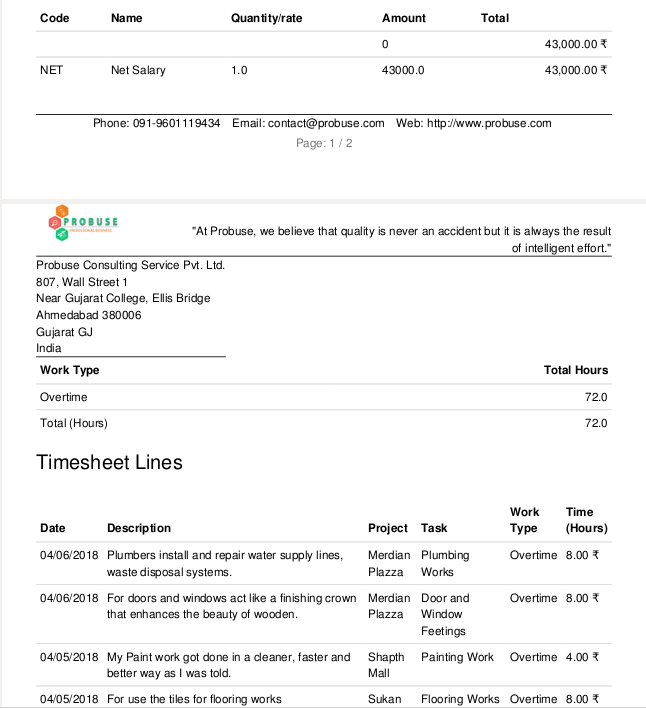 Code Name Quantity/rate Amount Total
0 43,000.00 ₹
NET Net Salary 1.0 43000.0 43,000.00 ₹
Phone: 091-9601119434 Email: contact@probuse.com Web: http://www.probuse.com
Page: 1 / 2
PROBUSE
"At Probuse, we believe that quality is never an accident but it is always the result
of intelligent effort."
Probuse Consulting Service Pvt. Ltd.
807, Wall Street 1
Near Gujarat College, Ellis Bridge
Ahmedabad 380006
Gujarat GJ
India
Work Type Total Hours
Overtime 72.0
Total (Hours) 72.0
Timesheet Lines
Work Time
Date Description Project Task Type (Hours)
04/06/2018 Plumbers install and repair water supply lines, Merdian Plumbing Overtime 8.00 ₹
waste disposal systems. Plazza Works
04/06/2018 For doors and windows act like a finishing crown Merdian Door and Overtime 8.00 ₹
that enhances the beauty of wooden. Plazza Window
Feetings
04/05/2018 My Paint work got done in a cleaner, faster and Shapth Painting Work Overtime 4.00 ₹
better way as I was told. Mall
04/05/2018 For use the tiles for flooring works Sukan Flooring Works Overtime 8.00 ₹